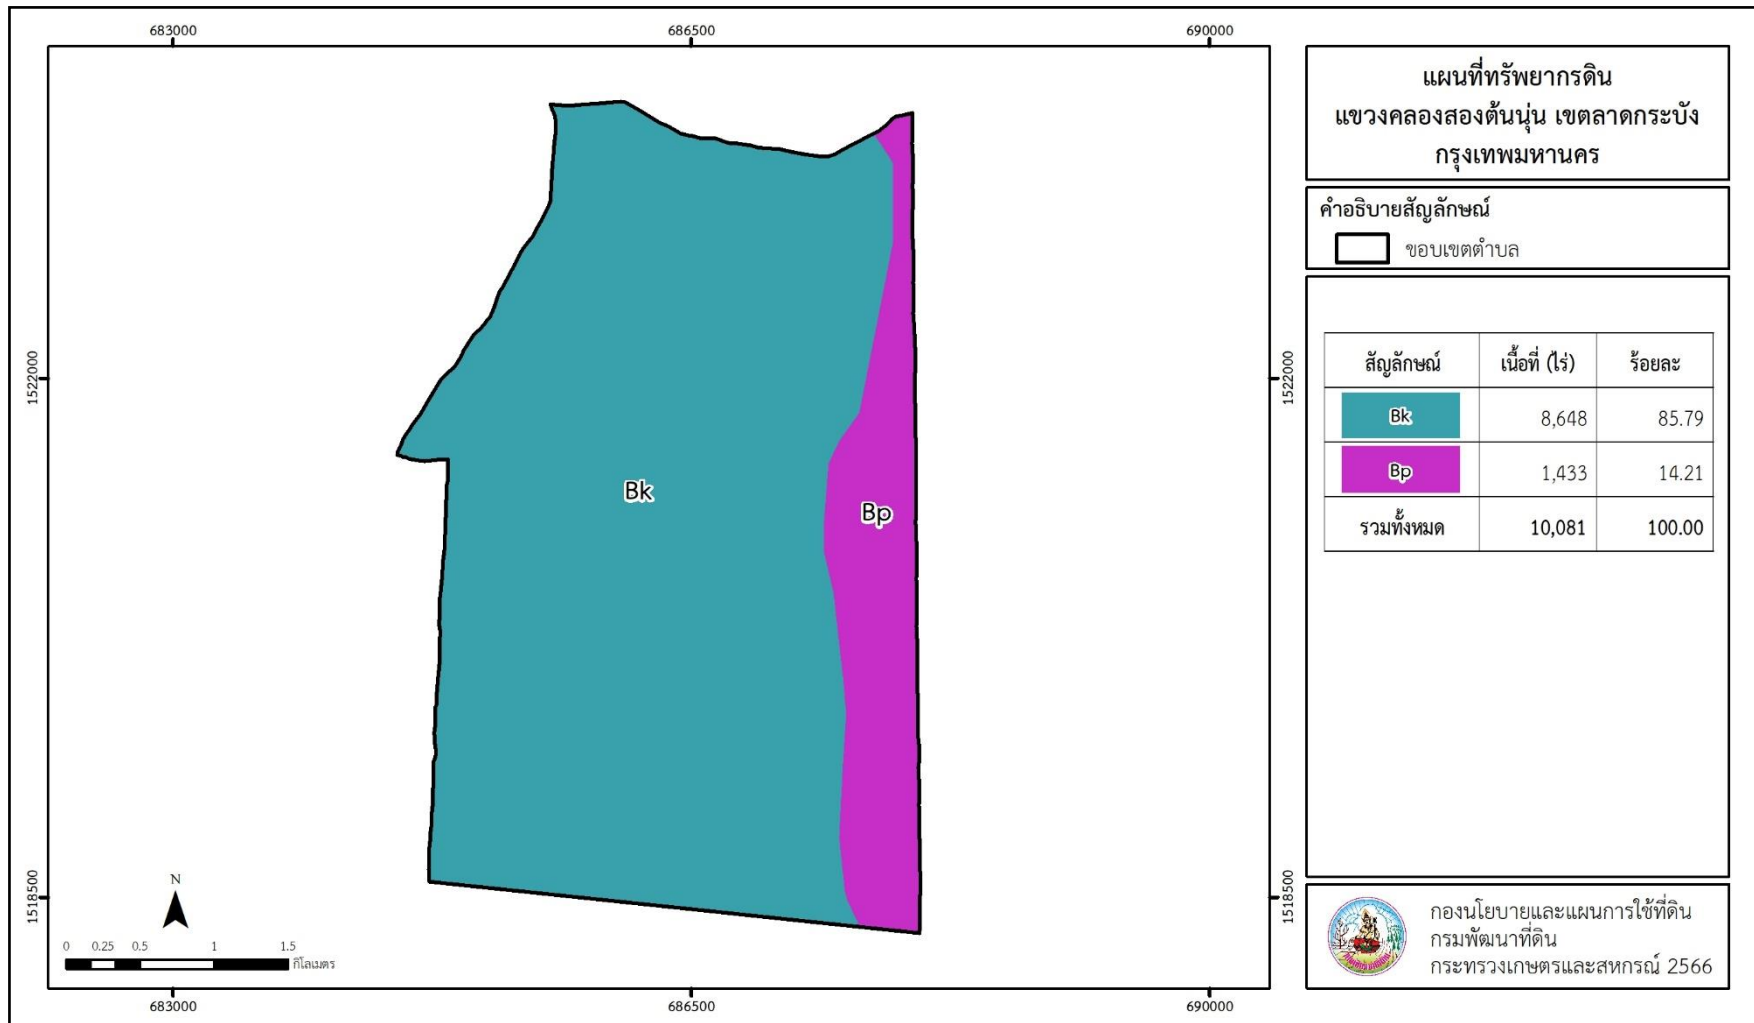 683000
686500
690000
แผนที่ทรัพยากรดิน
แขวงคลองสองต้นนุ่น เขตลาดกระบัง
กรุงเทพมหานคร
คำอธิบายสัญลักษณ์
ขอบเขตตำบล
สัญลักษณ์ เนื้อที่ (ไร่) ร้อยละ
Bk 8,648 85.79
Bp 1,433 14.21
รวมทั้งหมด 10,081 100.00
1522000
1522000
Bk
Bp
1518500
1518500
N
0 0.25 0.5 1 1.5
กิโลเมตร
กองนโยบายและแผนการใช้ที่ดิน
กรมพัฒนาที่ดิน
กระทรวงเกษตรและสหกรณ์ 2566
683000
686500
690000